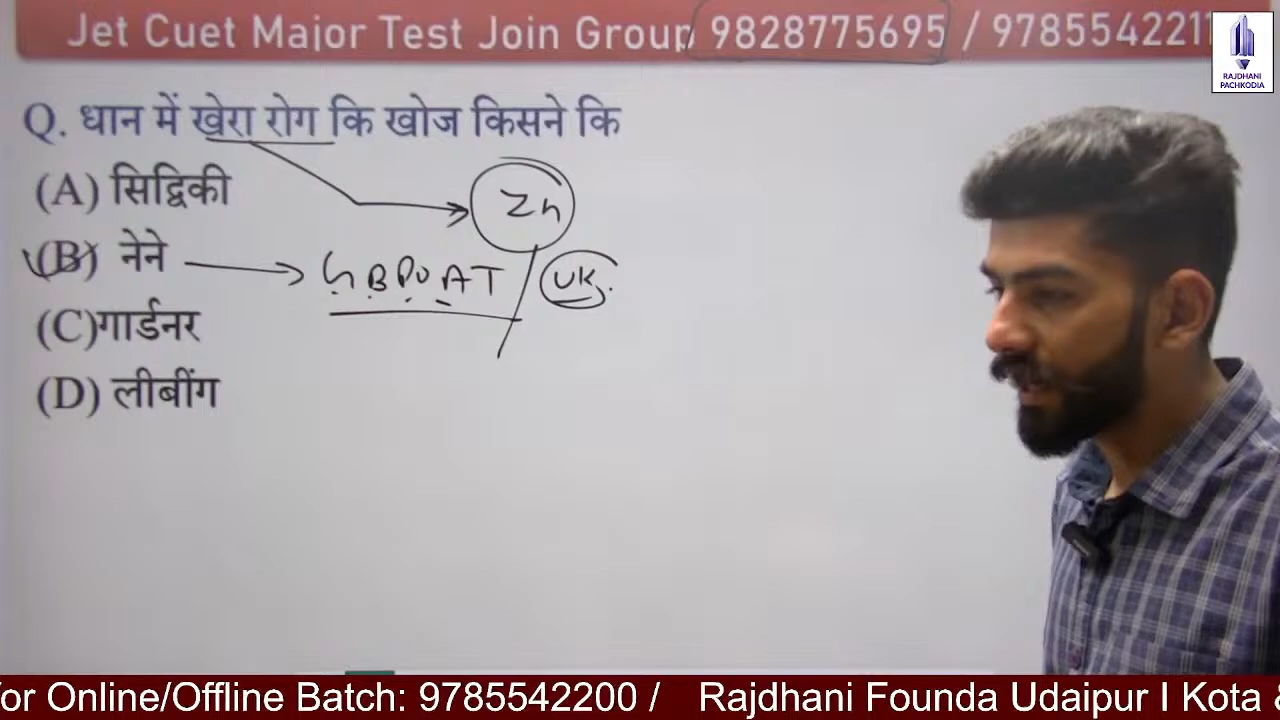 Jet Cuet Major Test Join Group 9828775695 / 9785542211
RAJDHANI
PACHKODIA
Q. धान में खेरा रोग कि खोज किसने कि
(A) सिद्विकी
Zn
(B) नेने
GBPUAT
UK
(C)गार्डनर
(D) लीबींग
for Online/Offline Batch: 9785542200 / Rajdhani Founda Udaipur I Kota